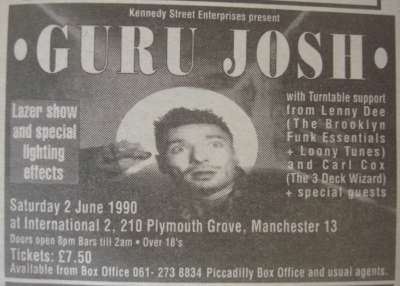 Kennedy Street Enterprises present
• GURU JOSH •
Lazer show
and special
lighting
effects
with Turntable support
from Lenny Dee
(The Brooklyn
Funk Essentials
+ Loony Tunes)
and Carl Cox
(The 3 Deck Wizard)
+ special guests
Saturday 2 June 1990
at International 2, 210 Plymouth Grove, Manchester 13
Doors open 8pm Bars till 2am • Over 18's
Tickets: £7.50
Available from Box Office 061- 273 8834 Piccadilly Box Office and usual agents.